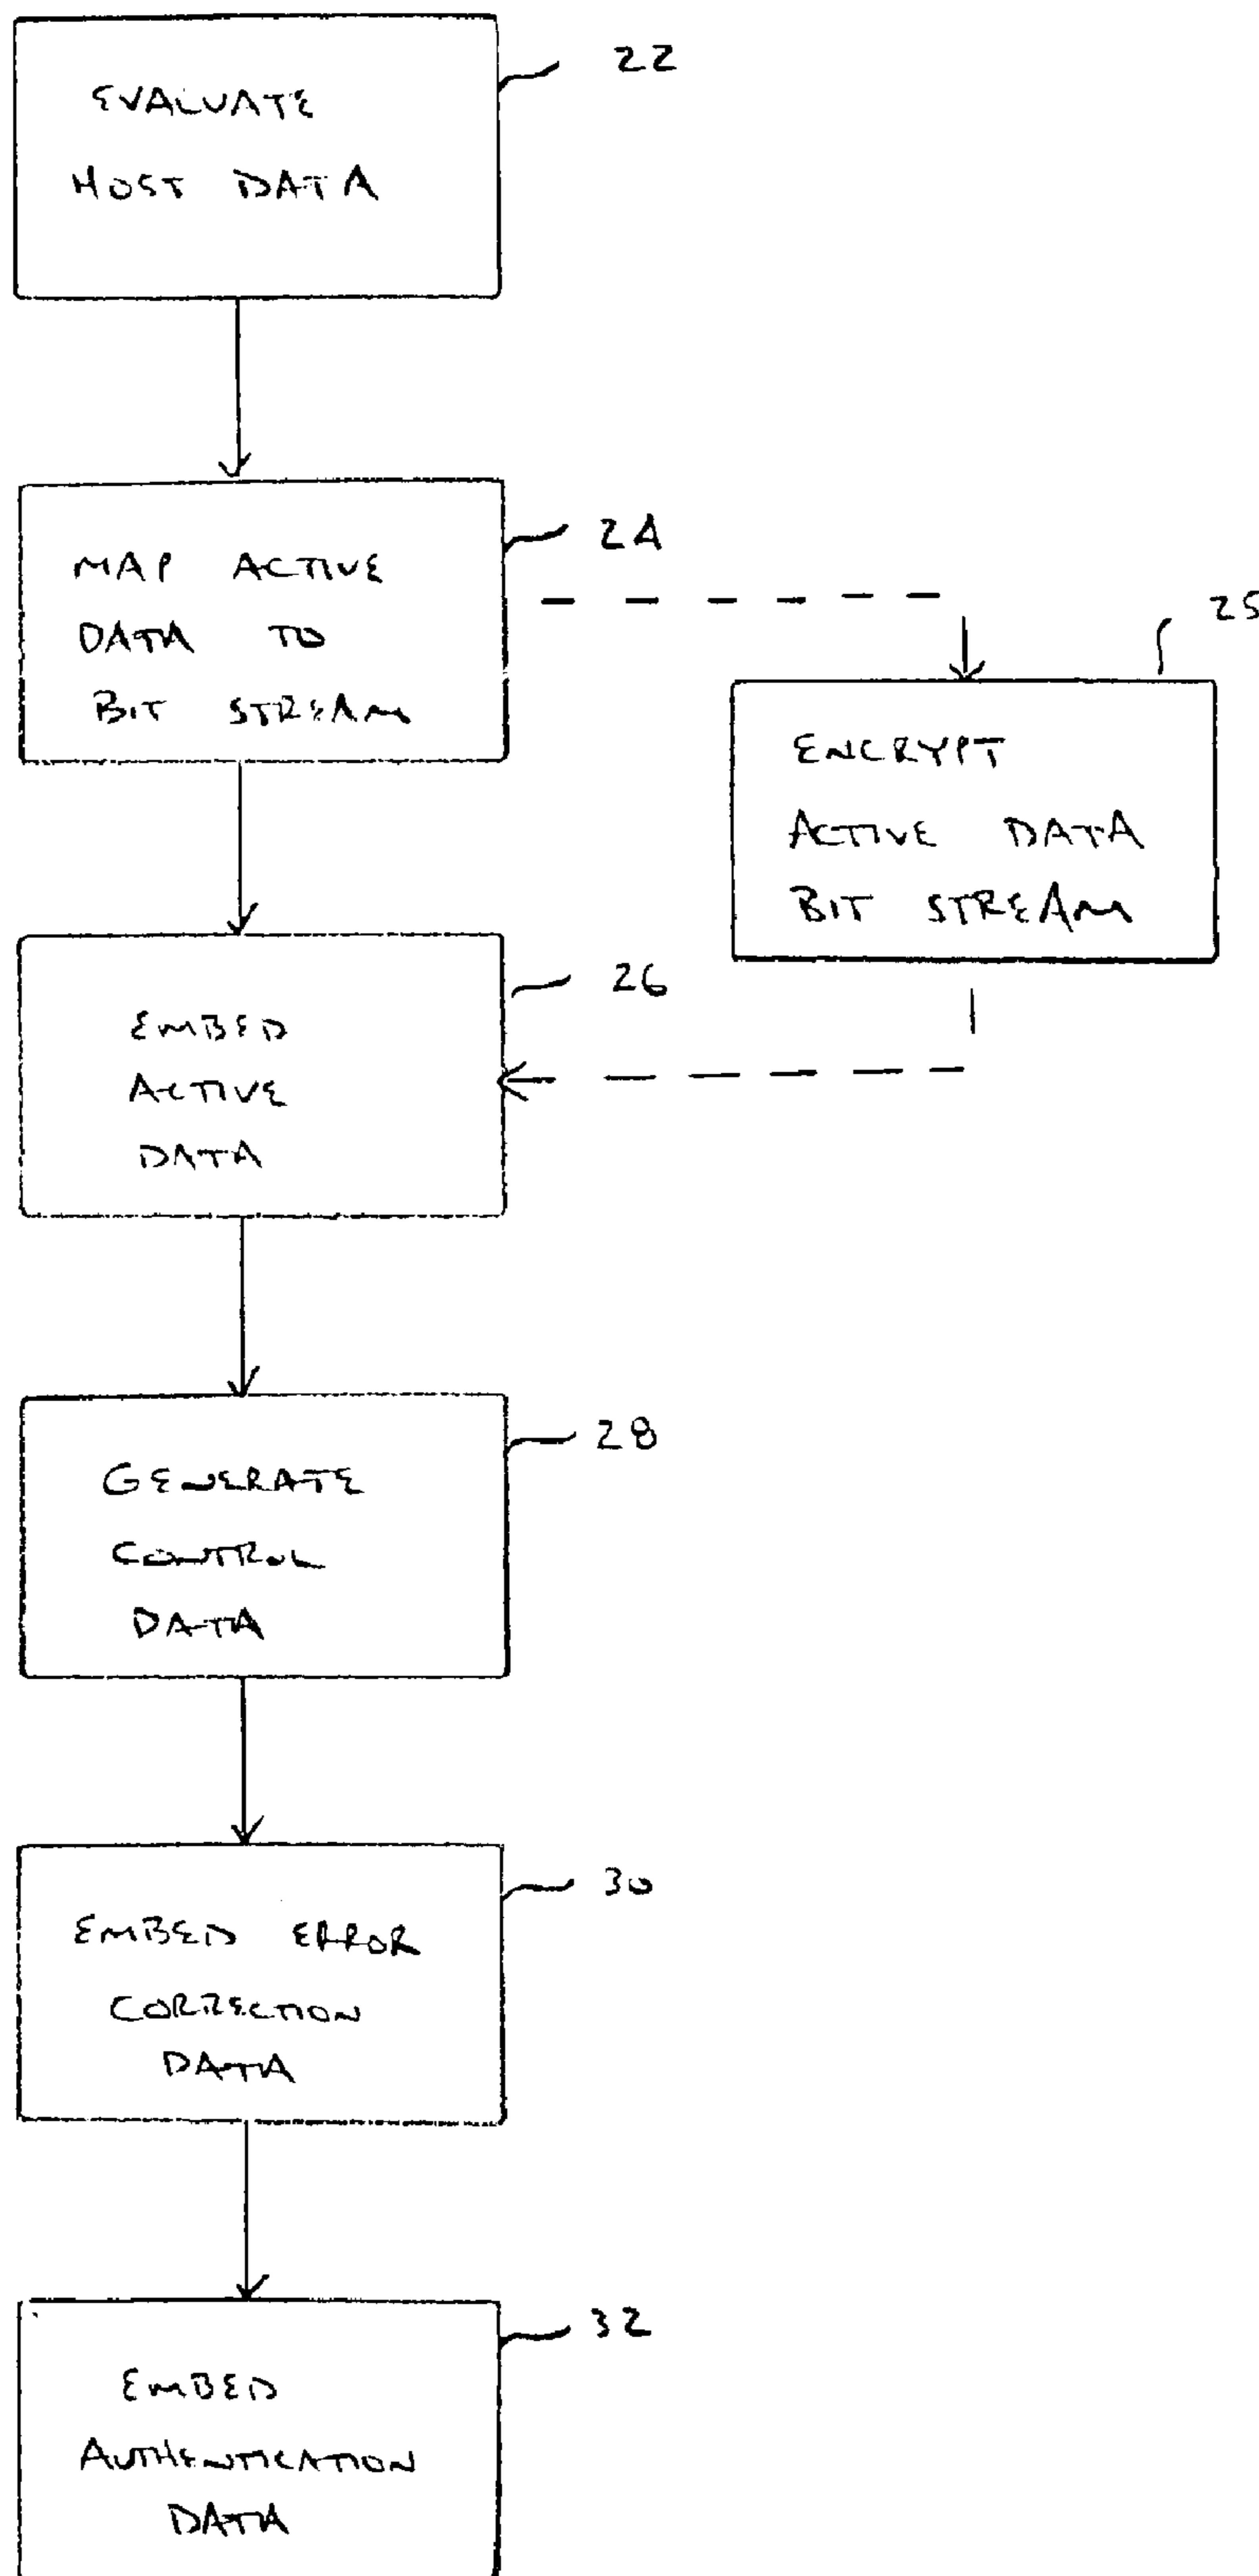 EVALUATE
HOST DATA
22
MAP ACTIVE
DATA TO
BIT STREAM
24
25
ENCRYPT
ACTIVE DATA
BIT STREAM
EMBED
ACTIVE
DATA
26
GENERATE
CONTROL
DATA
28
EMBED ERROR
CORRECTION
DATA
30
EMBED
AUTHENTICATION
DATA
32